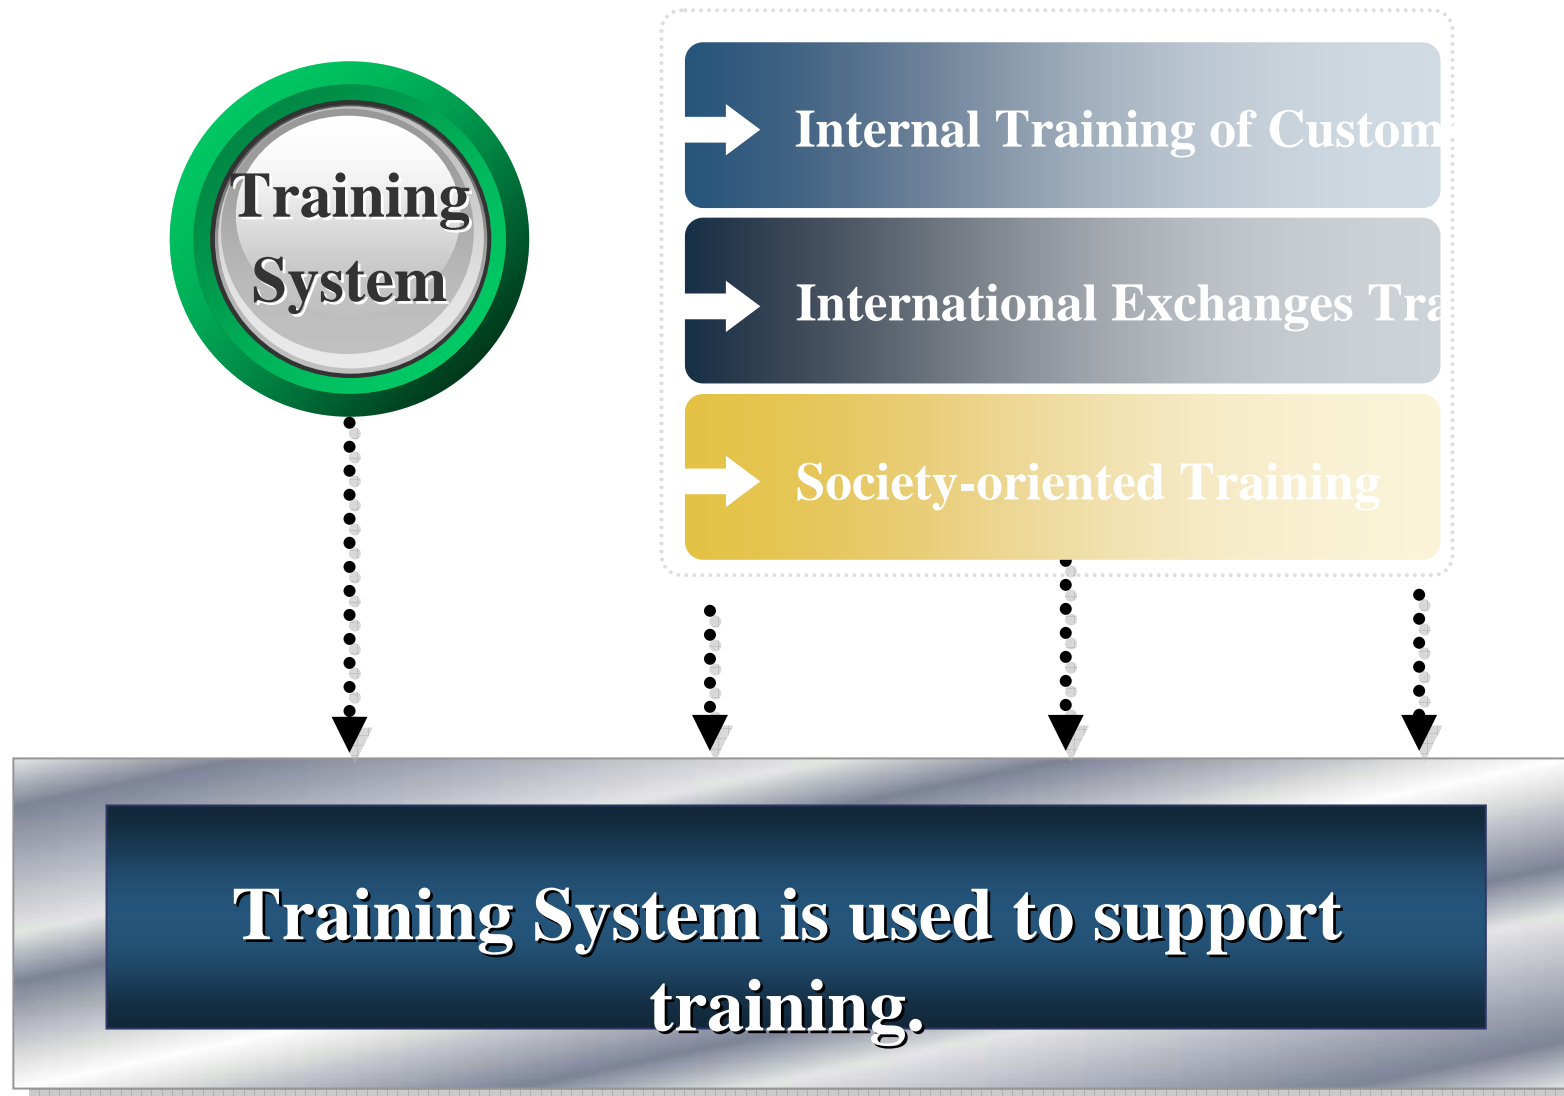 Training
System
Internal Training of Custom
International Exchanges Tra
Society-oriented Training
Training System is used to support
training.